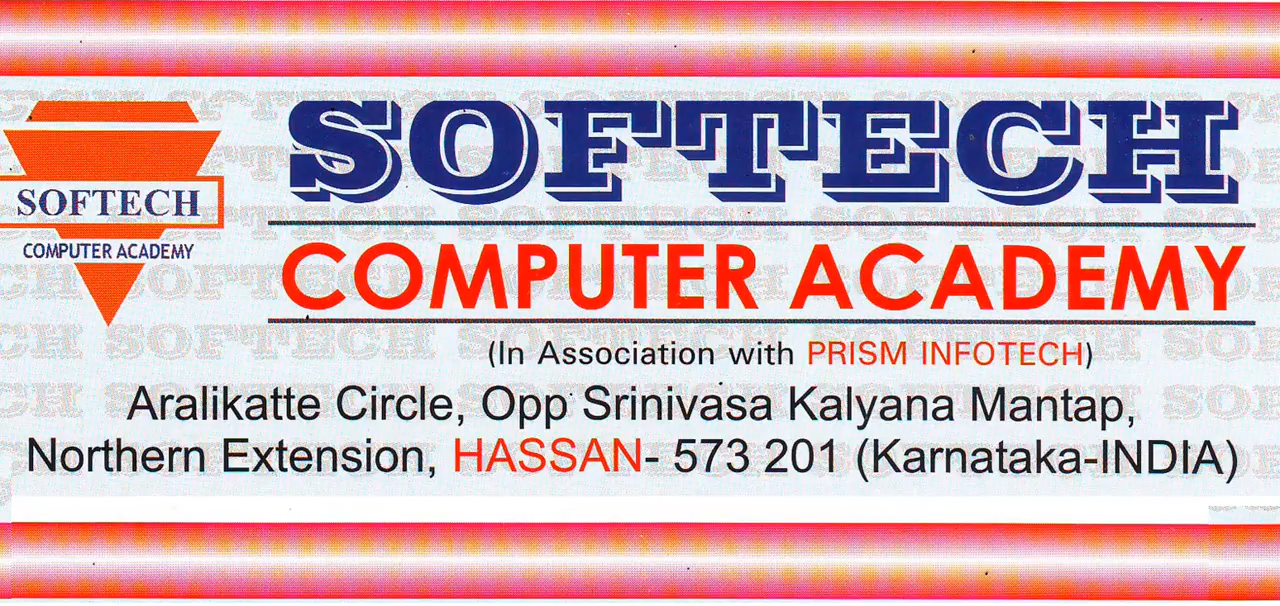 SOFTECH
COMPUTER ACADEMY
SOFTECH
COMPUTER ACADEMY
(In Association with PRISM INFOTECH)
Aralikatte Circle, Opp Srinivasa Kalyana Mantap,
Northern Extension, HASSAN- 573 201 (Karnataka-INDIA)